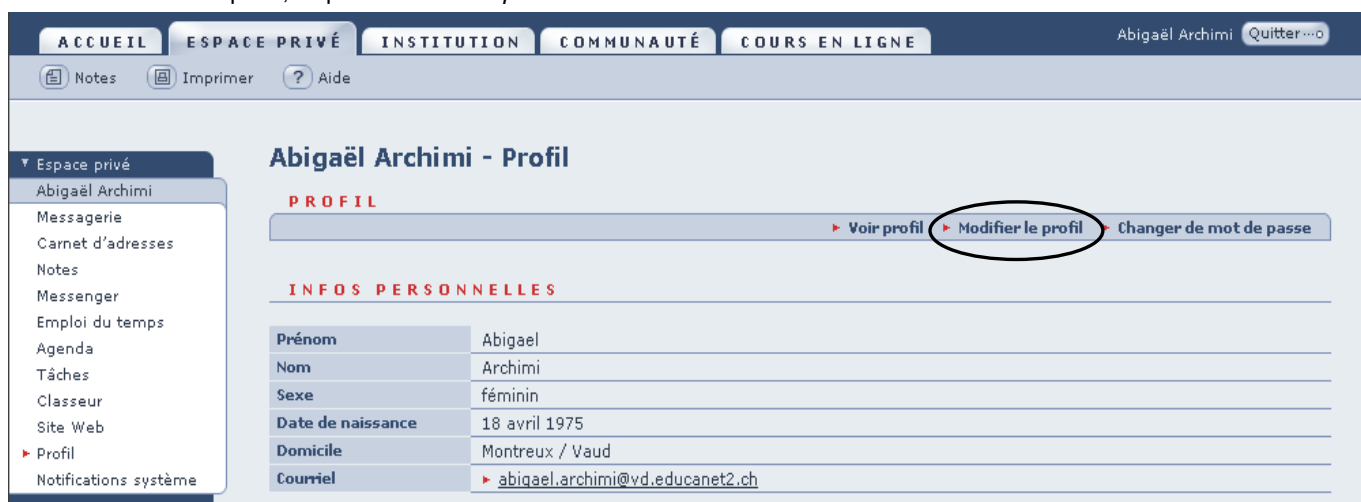 ACCUEIL ESPACE PRIVÉ INSTITUTION COMMUNAUTÉ COURS EN LIGNE Abigaël Archimi Quitter
Notes Imprimer ? Aide
Abigaël Archimi - Profil
PROFIL
Voir profil Modifier le profil Changer de mot de passe
Espace privé
Abigaël Archimi
Messagerie
Carnet d'adresses
Notes
Messenger
Emploi du temps
Agenda
Tâches
Classeur
Site Web
Profil
Notifications système
INFOS PERSONNELLES
Prénom Abigael
Nom Archimi
Sexe féminin
Date de naissance 18 avril 1975
Domicile Montreux / Vaud
Courriel abigael.archimi@vd.educanet2.ch